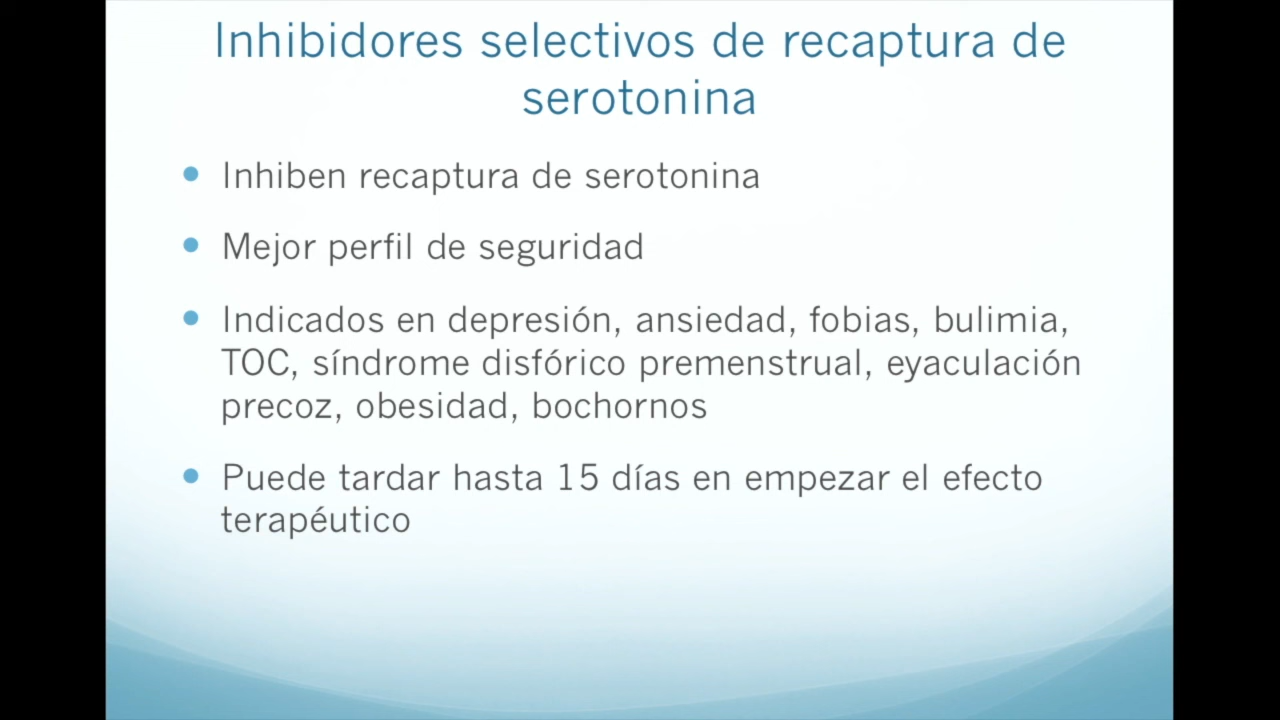 Inhibidores selectivos de recaptura de
serotonina
• Inhiben recaptura de serotonina
• Mejor perfil de seguridad
• Indicados en depresión, ansiedad, fobias, bulimia,
TOC, síndrome disfórico premenstrual, eyaculación
precoz, obesidad, bochornos
• Puede tardar hasta 15 días en empezar el efecto
terapéutico